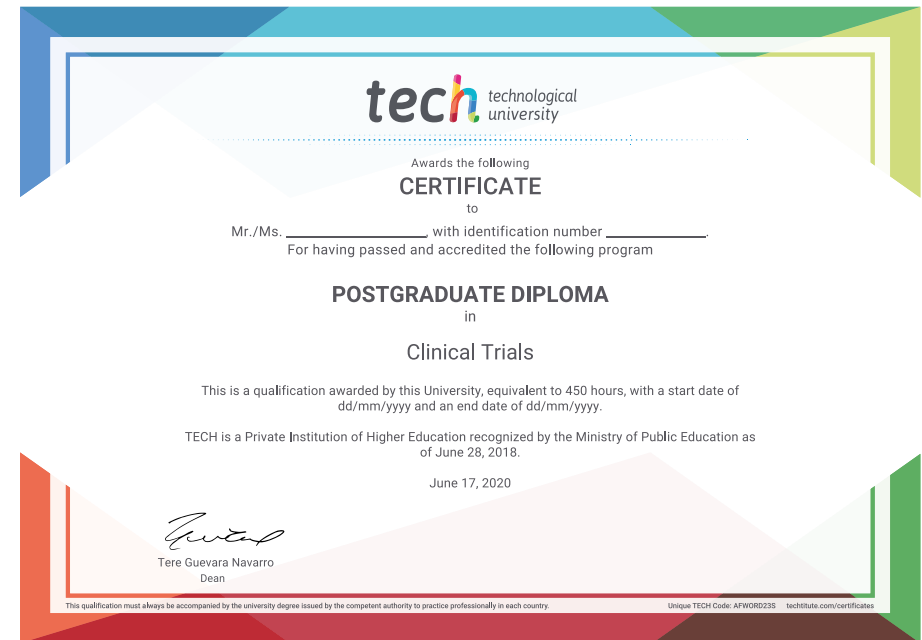 tech technological
university
Awards the following
CERTIFICATE
to
Mr./Ms. ____________________, with identification number ______________.
For having passed and accredited the following program
POSTGRADUATE DIPLOMA
in
Clinical Trials
This is a qualification awarded by this University, equivalent to 450 hours, with a start date of
dd/mm/yyyy and an end date of dd/mm/yyyy.
TECH is a Private Institution of Higher Education recognized by the Ministry of Public Education as
of June 28, 2018.
June 17, 2020
Tere Guevara Navarro
Dean
This qualification must always be accompanied by the university degree issued by the competent authority to practice professionally in each country. Unique TECH Code: AFWORD23S techtitute.com/certificates